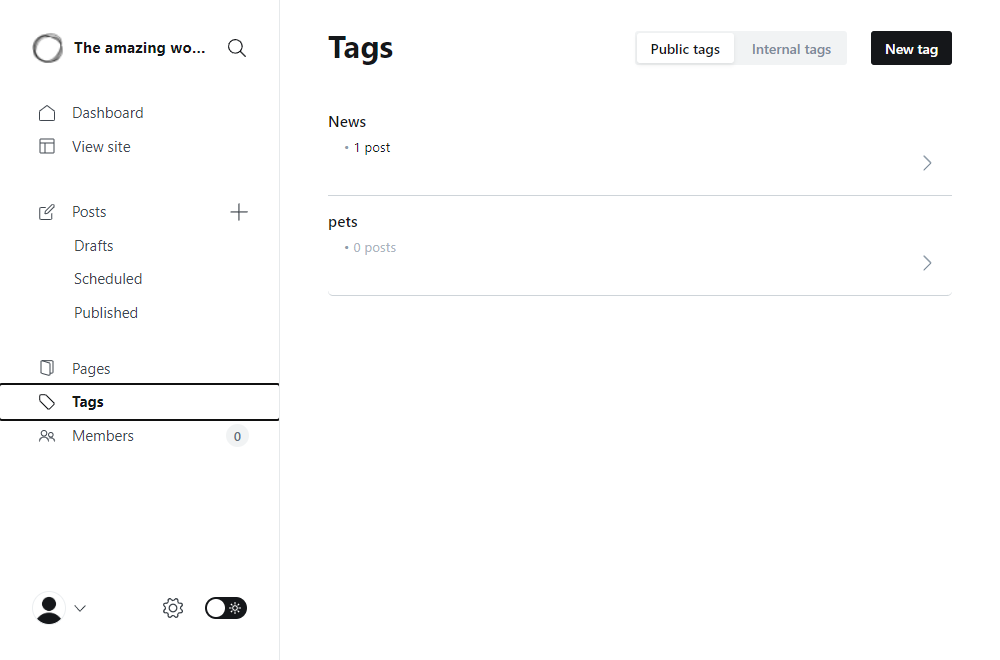 The amazing wo...
Dashboard
View site
Posts
Drafts
Scheduled
Published
Pages
Tags
Members
0
Tags
Public tags
Internal tags
New tag
News
• 1 post
pets
• 0 posts